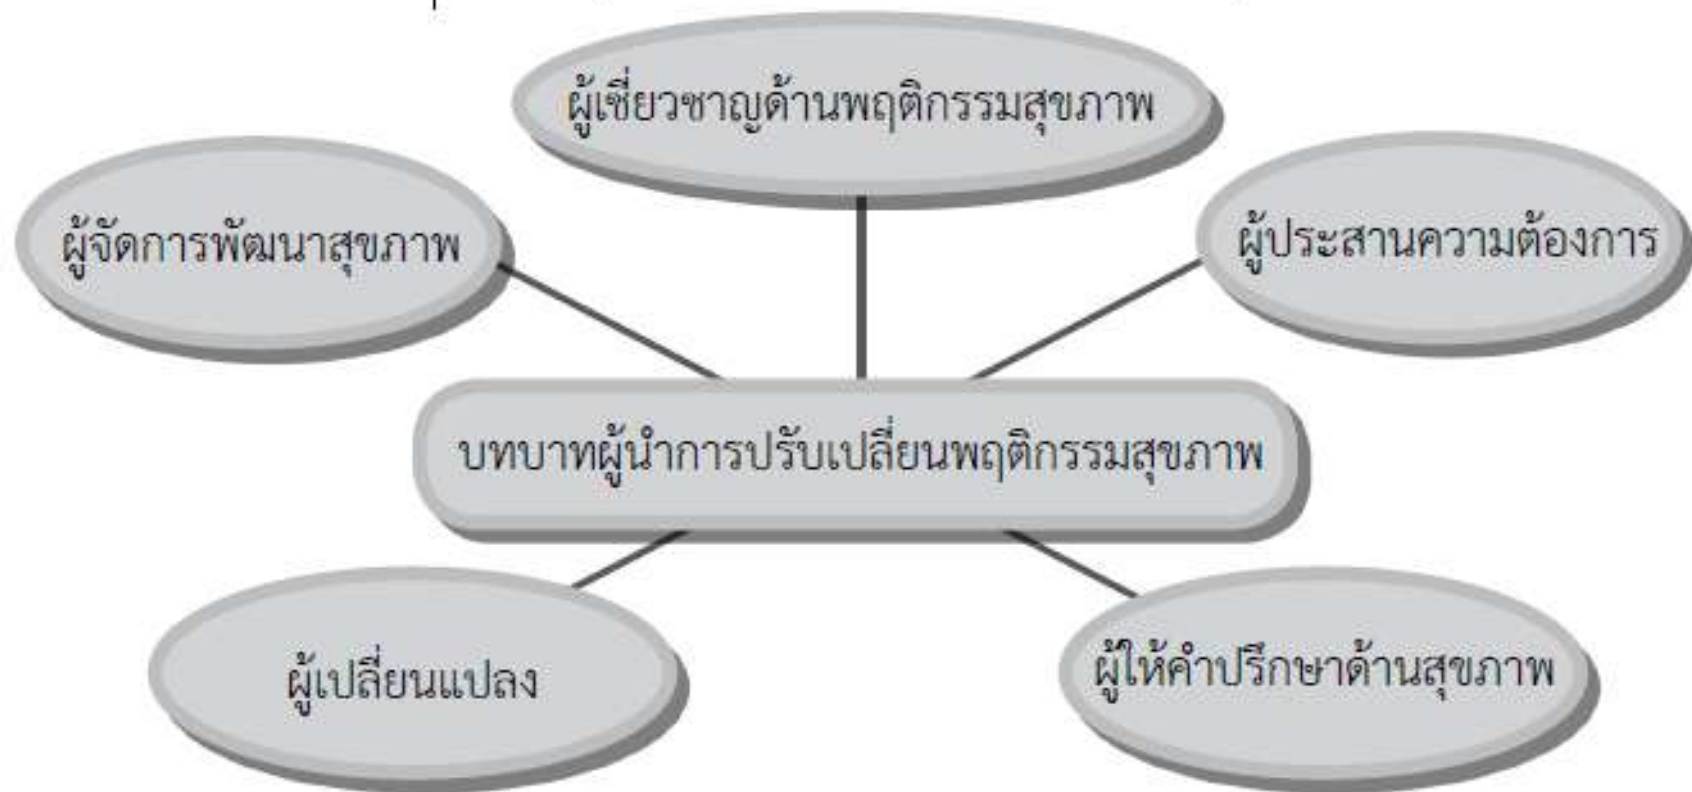 ผู้เชี่ยวชาญด้านพฤติกรรมสุขภาพ
ผู้จัดการพัฒนาสุขภาพ
ผู้ประสานความต้องการ
บทบาทผู้นำการปรับเปลี่ยนพฤติกรรมสุขภาพ
ผู้เปลี่ยนแปลง
ผู้ให้คำปรึกษาด้านสุขภาพ